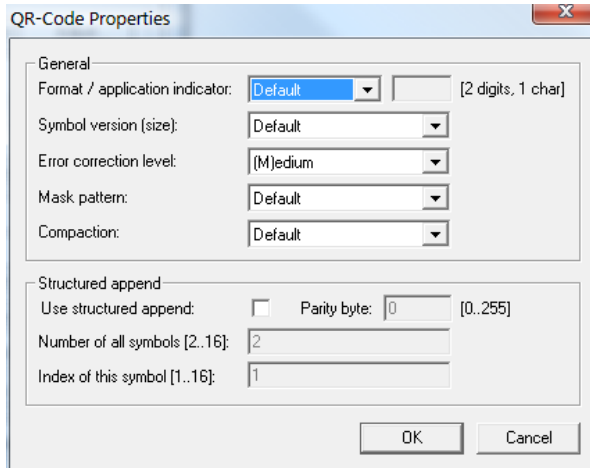 QR-Code Properties
General
Format / application indicator: Default [2 digits, 1 char]
Symbol version (size): Default
Error correction level: (M)edium
Mask pattern: Default
Compaction: Default
Structured append
Use structured append: Parity byte: 0 [0..255]
Number of all symbols [2..16]: 2
Index of this symbol [1..16]: 1
OK Cancel